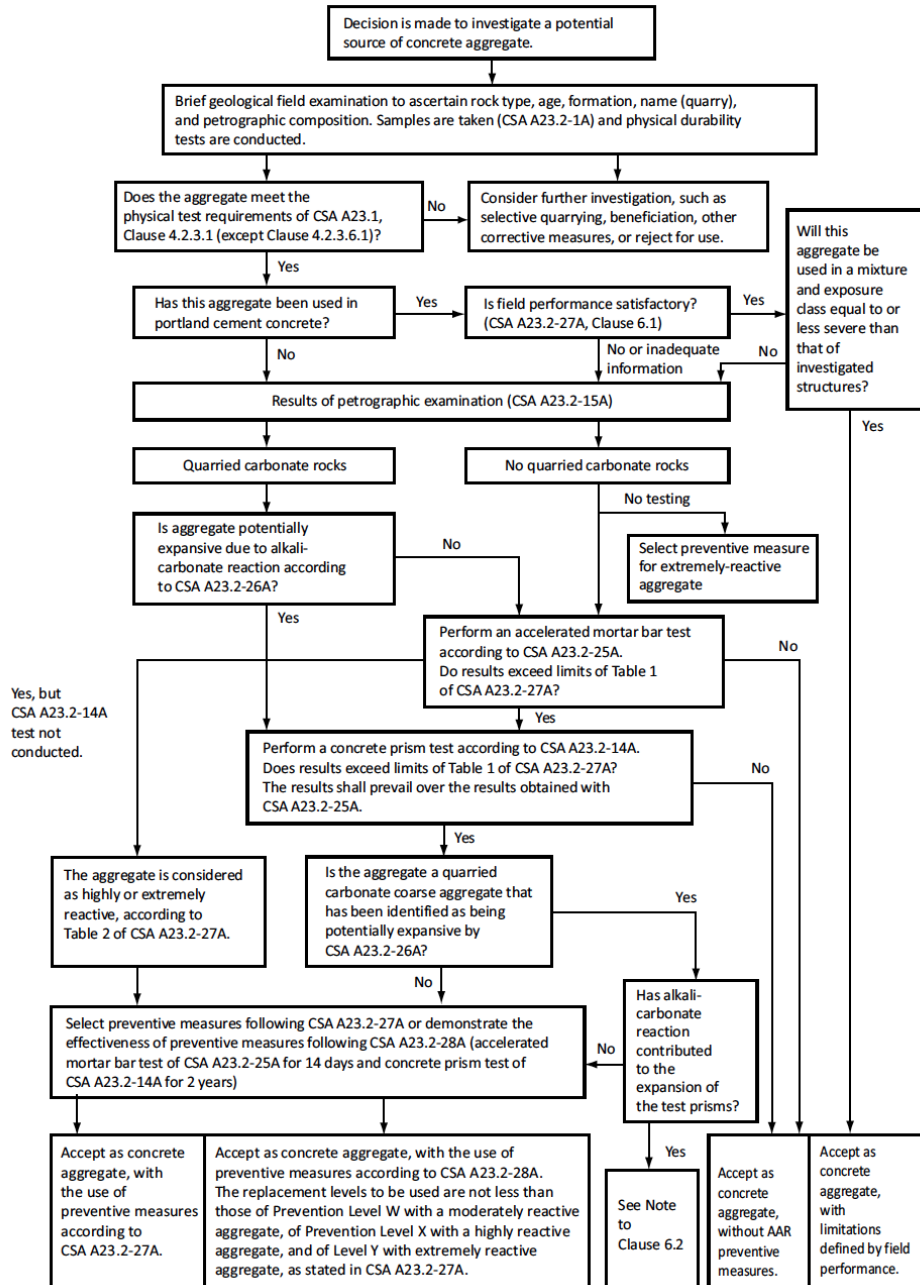 Decision is made to investigate a potential
source of concrete aggregate.
Brief geological field examination to ascertain rock type, age, formation, name (quarry),
and petrographic composition. Samples are taken (CSA A23.2-1A) and physical durability
tests are conducted.
Does the aggregate meet the
physical test requirements of CSA A23.1,
Clause 4.2.3.1 (except Clause 4.2.3.6.1)?
No
Consider further investigation, such as
selective quarrying, beneficiation, other
corrective measures, or reject for use.
Will this
aggregate be
used in a mixture
and exposure
class equal to or
less severe than
that of
investigated
structures?
Yes
Has this aggregate been used in
portland cement concrete?
Yes
Is field performance satisfactory?
(CSA A23.2-27A, Clause 6.1)
Yes
No
No or inadequate
information
No
Results of petrographic examination (CSA A23.2-15A)
Yes
Quarried carbonate rocks
No quarried carbonate rocks
No testing
Is aggregate potentially
expansive due to alkali-
carbonate reaction according
to CSA A23.2-26A?
No
Select preventive measure
for extremely-reactive
aggregate
Yes
Perform an accelerated mortar bar test
according to CSA A23.2-25A.
Do results exceed limits of Table 1
of CSA A23.2-27A?
No
Yes, but
CSA A23.2-14A
test not
conducted.
Yes
Perform a concrete prism test according to CSA A23.2-14A.
Does results exceed limits of Table 1 of CSA A23.2-27A?
The results shall prevail over the results obtained with
CSA A23.2-25A.
No
Yes
The aggregate is considered
as highly or extremely
reactive, according to
Table 2 of CSA A23.2-27A.
Is the aggregate a quarried
carbonate coarse aggregate that
has been identified as being
potentially expansive by
CSA A23.2-26A?
Yes
No
Has alkali-
carbonate
reaction
contributed
to the
expansion of
the test prisms?
Select preventive measures following CSA A23.2-27A or demonstrate the
effectiveness of preventive measures following CSA A23.2-28A (accelerated
mortar bar test of CSA A23.2-25A for 14 days and concrete prism test of
CSA A23.2-14A for 2 years)
No
Yes
Accept as concrete
aggregate, with
the use of
preventive measures
according to
CSA A23.2-27A.
Accept as concrete aggregate, with the use of
preventive measures according to CSA A23.2-28A.
The replacement levels to be used are not less than
those of Prevention Level W with a moderately reactive
aggregate, of Prevention Level X with a highly reactive
aggregate, and of Level Y with extremely reactive
aggregate, as stated in CSA A23.2-27A.
See Note
to
Clause 6.2
Accept as
concrete
aggregate,
without AAR
preventive
measures.
Accept as
concrete
aggregate,
with
limitations
defined by field
performance.